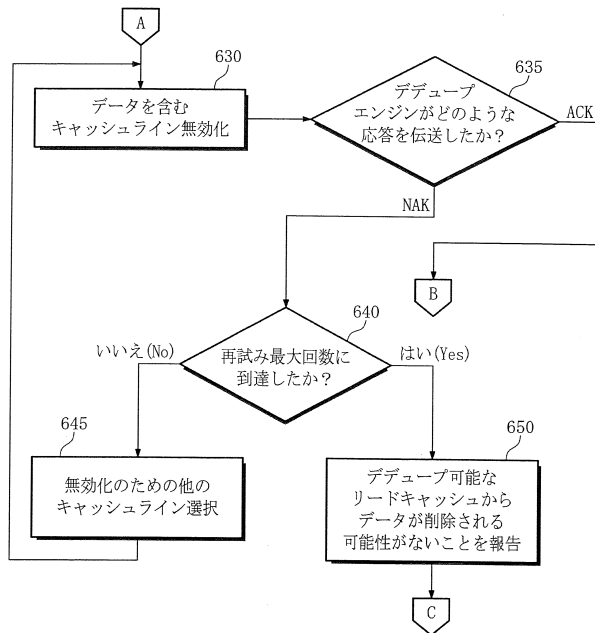 A
630
データを含む
キャッシュライン無効化
635
デデュープ
エンジンがどのような
応答を伝送したか？
ACK
NAK
B
640
再試み最大回数に
到達したか？
いいえ(No)
はい(Yes)
645
無効化のための他の
キャッシュライン選択
650
デデュープ可能な
リードキャッシュから
データが削除される
可能性がないことを報告
C